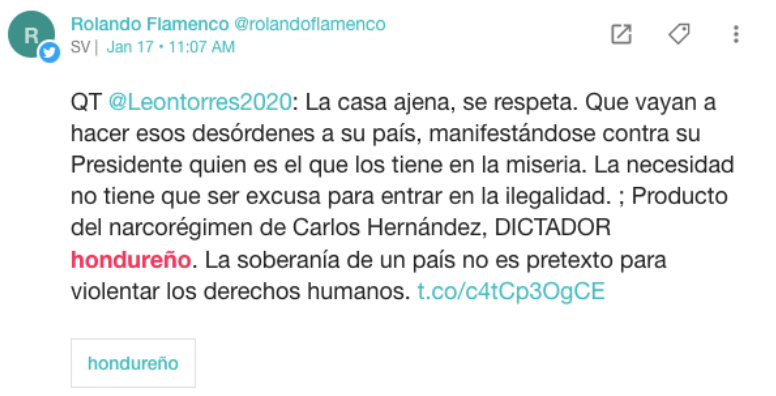 R
Rolando Flamenco @rolandoflamenco
SV | Jan 17 • 11:07 AM
QT @Leontorres2020: La casa ajena, se respeta. Que vayan a
hacer esos desórdenes a su país, manifestándose contra su
Presidente quien es el que los tiene en la miseria. La necesidad
no tiene que ser excusa para entrar en la ilegalidad. ; Producto
del narcorégimen de Carlos Hernández, DICTADOR
hondureño. La soberanía de un país no es pretexto para
violentar los derechos humanos. t.co/c4tCp3OgCE
hondureño